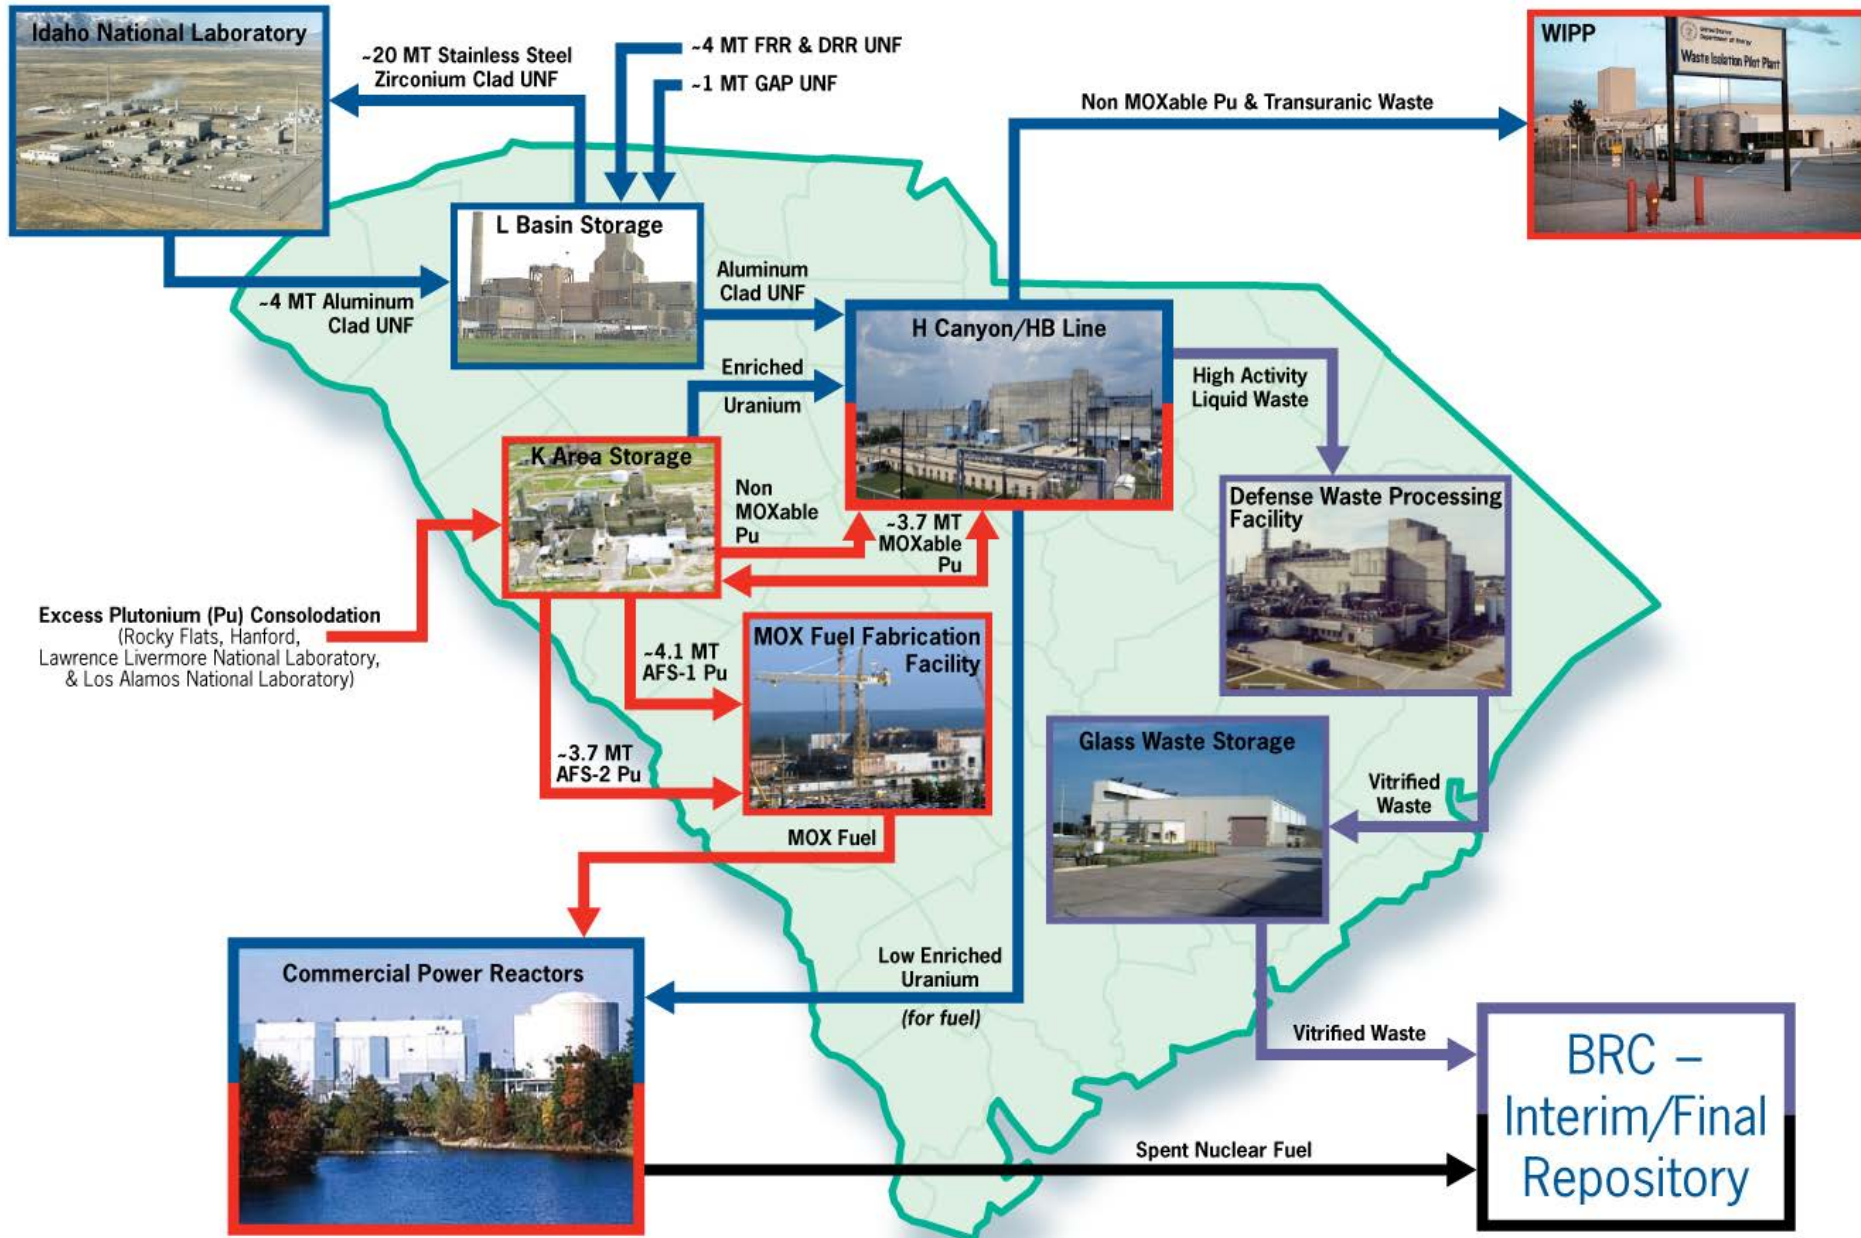 Idaho National Laboratory
~20 MT Stainless Steel
Zirconium Clad UNF
~4 MT FRR & DRR UNF
~1 MT GAP UNF
Non MOXable Pu & Transuranic Waste
WIPP
United States
Department of Energy
Waste Isolation Pilot Plant
L Basin Storage
~4 MT Aluminum
Clad UNF
Aluminum
Clad UNF
H Canyon/HB Line
Enriched
Uranium
High Activity
Liquid Waste
K Area Storage
Non
MOXable
Pu
~3.7 MT
MOXable
Pu
Defense Waste Processing
Facility
Excess Plutonium (Pu) Consolodation
(Rocky Flats, Hanford,
Lawrence Livermore National Laboratory,
& Los Alamos National Laboratory)
~4.1 MT
AFS-1 Pu
MOX Fuel Fabrication
Facility
~3.7 MT
AFS-2 Pu
Glass Waste Storage
Vitrified
Waste
MOX Fuel
Commercial Power Reactors
Low Enriched
Uranium
(for fuel)
Vitrified Waste
BRC –
Interim/Final
Repository
Spent Nuclear Fuel